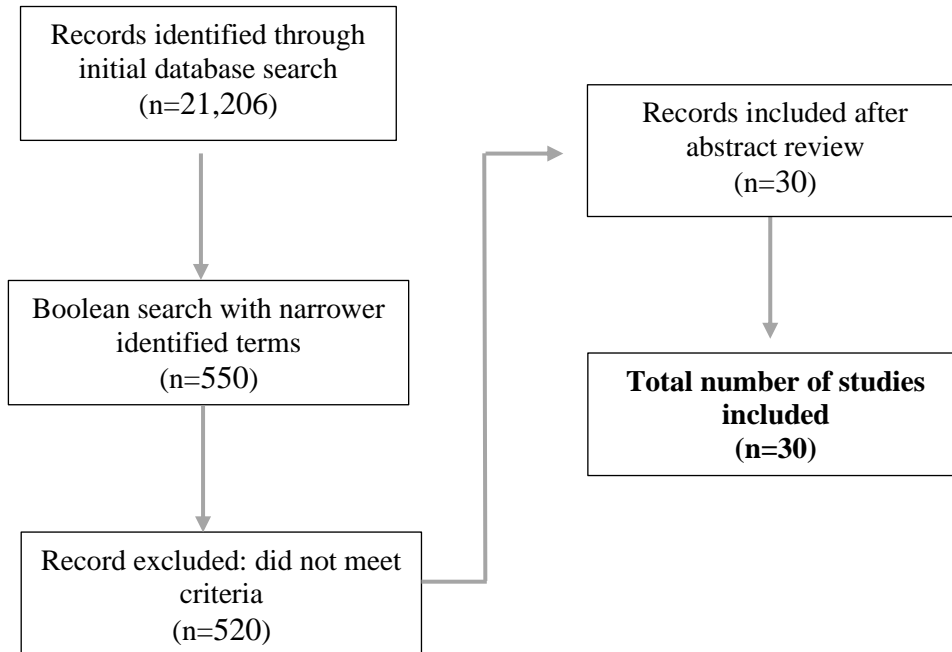 Records identified through
initial database search
(n=21,206)
Boolean search with narrower
identified terms
(n=550)
Record excluded: did not meet
criteria
(n=520)
Records included after
abstract review
(n=30)
Total number of studies
included
(n=30)